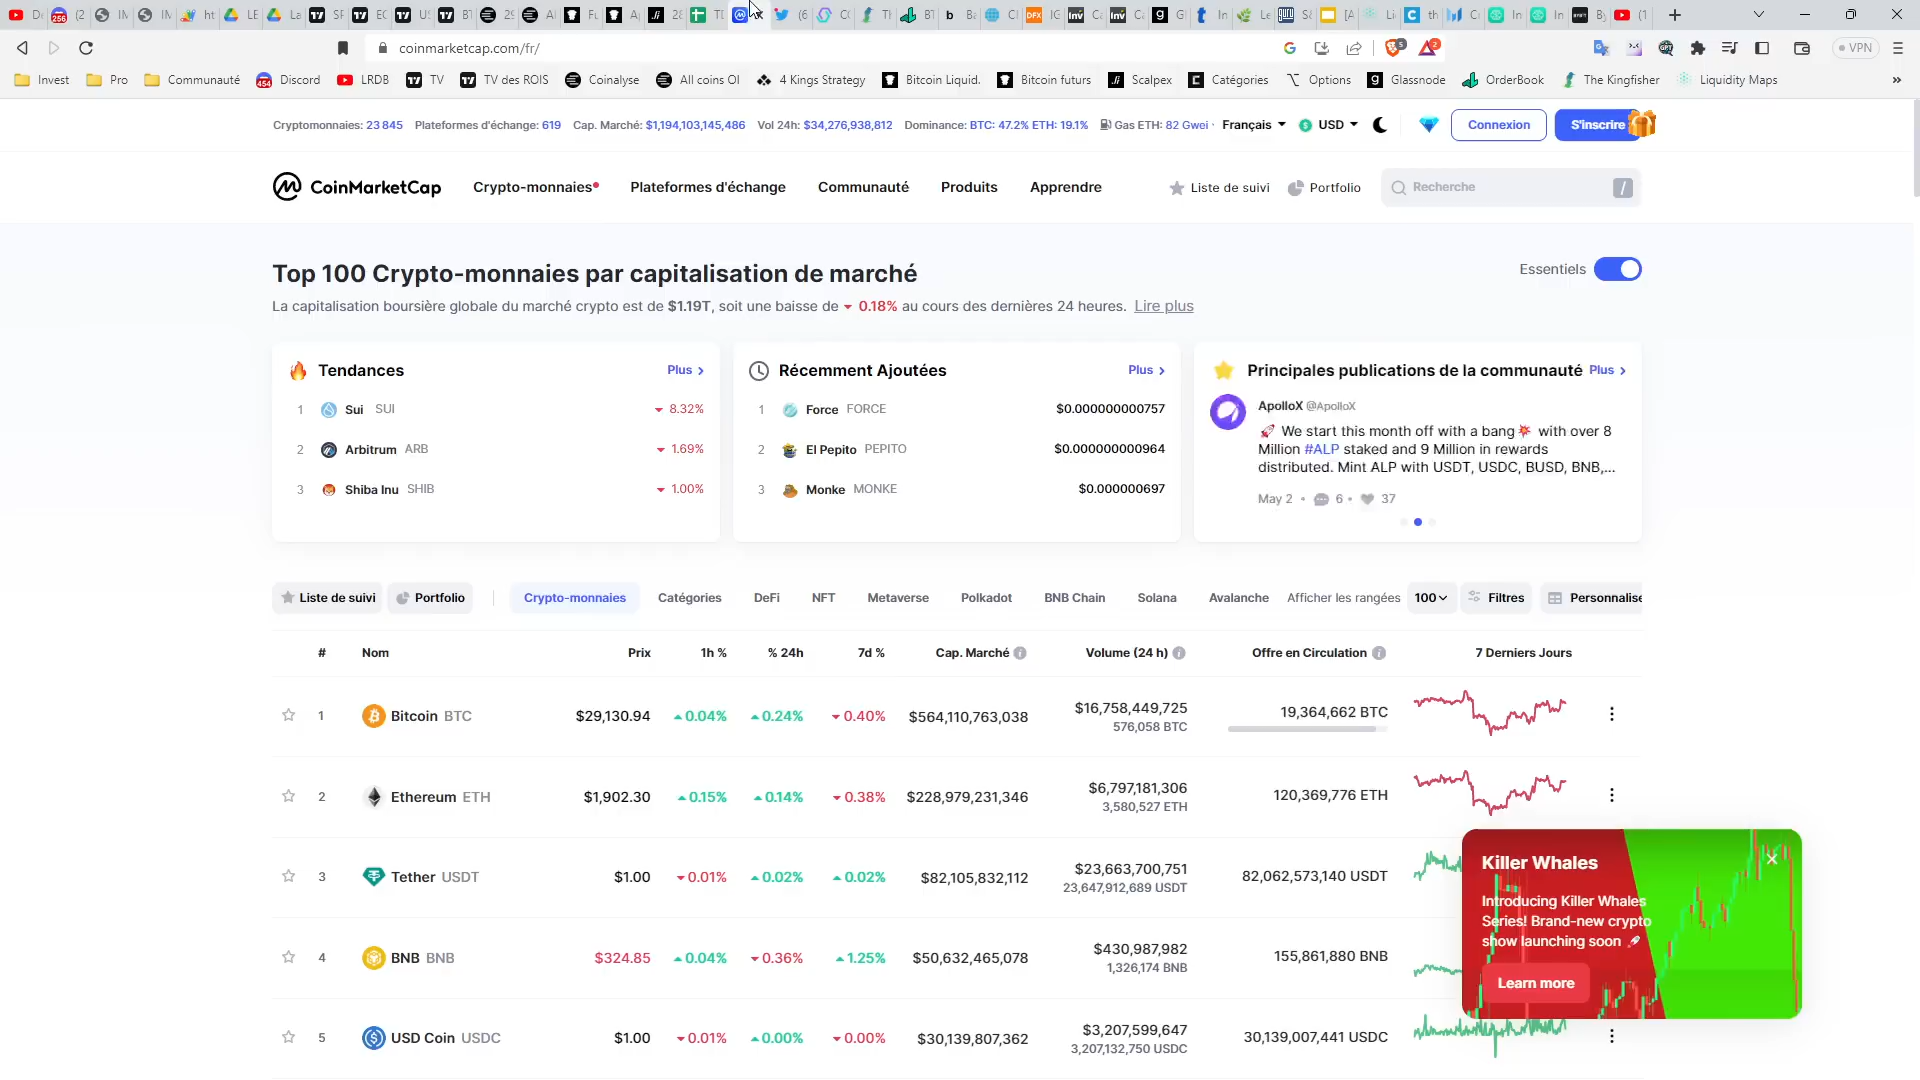 coinmarketcap.com/fr/
VPN
Invest Pro Communauté Discord LRDB TV TV des ROIS Coinalyse All coins OI 4 Kings Strategy Bitcoin Liquid. Bitcoin futurs Scalpex Catégories Options Glassnode OrderBook The Kingfisher Liquidity Maps »
Cryptomonnaies: 23 845 Plateformes d'échange: 619 Cap. Marché: $1,194,103,145,486 Vol 24h: $34,276,938,812 Dominance: BTC: 47.2% ETH: 19.1% Gas ETH: 82 Gwei Français USD Connexion S'inscrire
CoinMarketCap Crypto-monnaies Plateformes d'échange Communauté Produits Apprendre Liste de suivi Portfolio Recherche /
Top 100 Crypto-monnaies par capitalisation de marché Essentiels
La capitalisation boursière globale du marché crypto est de $1.19T, soit une baisse de 0.18% au cours des dernières 24 heures. Lire plus
Tendances Plus >
1 Sui SUI 8.32%
2 Arbitrum ARB 1.69%
3 Shiba Inu SHIB 1.00%
Récemment Ajoutées Plus >
1 Force FORCE $0.000000000757
2 El Pepito PEPITO $0.000000000964
3 Monke MONKE $0.000000697
Principales publications de la communauté Plus >
ApolloX @ApolloX
🚀 We start this month off with a bang💥 with over 8
Million #ALP staked and 9 Million in rewards
distributed. Mint ALP with USDT, USDC, BUSD, BNB,...
May 2 • 6 • 37
Liste de suivi Portfolio Crypto-monnaies Catégories DeFi NFT Metaverse Polkadot BNB Chain Solana Avalanche Afficher les rangées 100 Filtres Personnalise
# Nom Prix 1h % % 24h 7d % Cap. Marché Volume (24 h) Offre en Circulation 7 Derniers Jours
1 Bitcoin BTC $29,130.94 0.04% 0.24% 0.40% $564,110,763,038 $16,758,449,725 19,364,662 BTC
576,058 BTC
2 Ethereum ETH $1,902.30 0.15% 0.14% 0.38% $228,979,231,346 $6,797,181,306 120,369,776 ETH
3,580,527 ETH
3 Tether USDT $1.00 0.01% 0.02% 0.02% $82,105,832,112 $23,663,700,751 82,062,573,140 USDT
23,647,912,689 USDT
4 BNB BNB $324.85 0.04% 0.36% 1.25% $50,632,465,078 $430,987,982 155,861,880 BNB
1,326,174 BNB
5 USD Coin USDC $1.00 0.01% 0.00% 0.00% $30,139,807,362 $3,207,599,647 30,139,007,441 USDC
3,207,132,750 USDC
Killer Whales
Introducing Killer Whales
Series! Brand-new crypto
show launching soon 🚀
Learn more